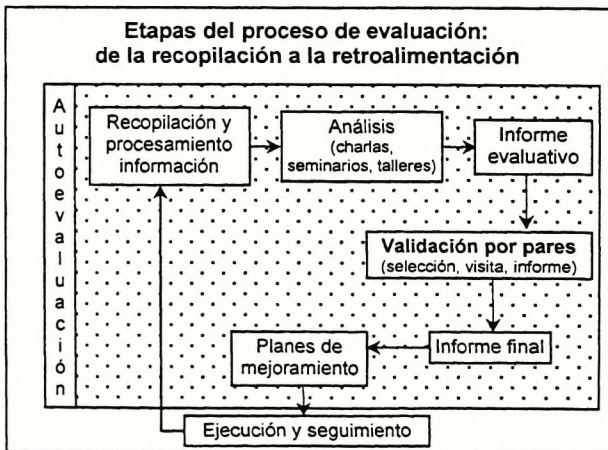 Etapas del proceso de evaluación:
de la recopilación a la retroalimentación
Autoevaluación
Recopilación y
procesamiento
información
Análisis
(charlas,
seminarios, talleres)
Informe
evaluativo
Validación por pares
(selección, visita, informe)
Informe final
Planes de
mejoramiento
Ejecución y seguimiento